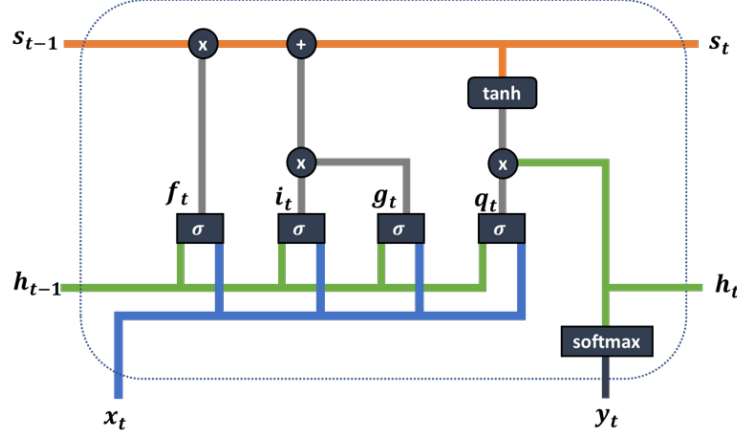 s_{t-1} x + s_t
tanh
x x
f_t i_t g_t q_t
σ σ σ σ
h_{t-1} h_t
softmax
x_t y_t